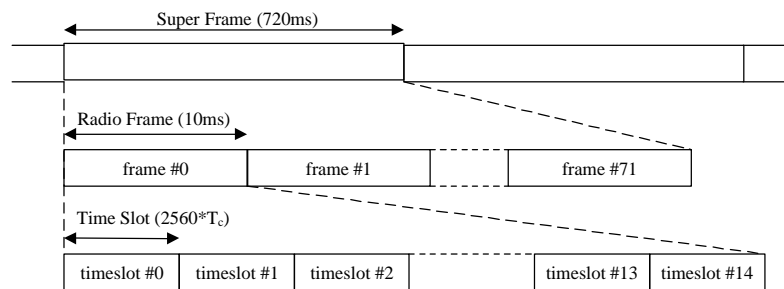 Super Frame (720ms)
Radio Frame (10ms)
frame #0 frame #1 frame #71
Time Slot (2560*Tc)
timeslot #0 timeslot #1 timeslot #2 timeslot #13 timeslot #14